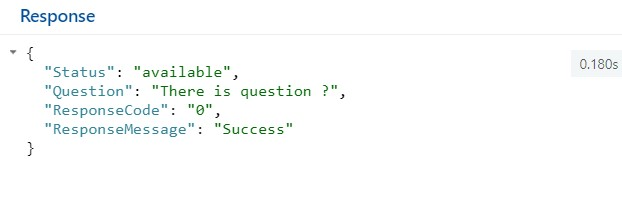 Response
{
"Status": "available",
0.180s
"Question": "There is question ?",
"ResponseCode": "0",
"ResponseMessage": "Success"
}